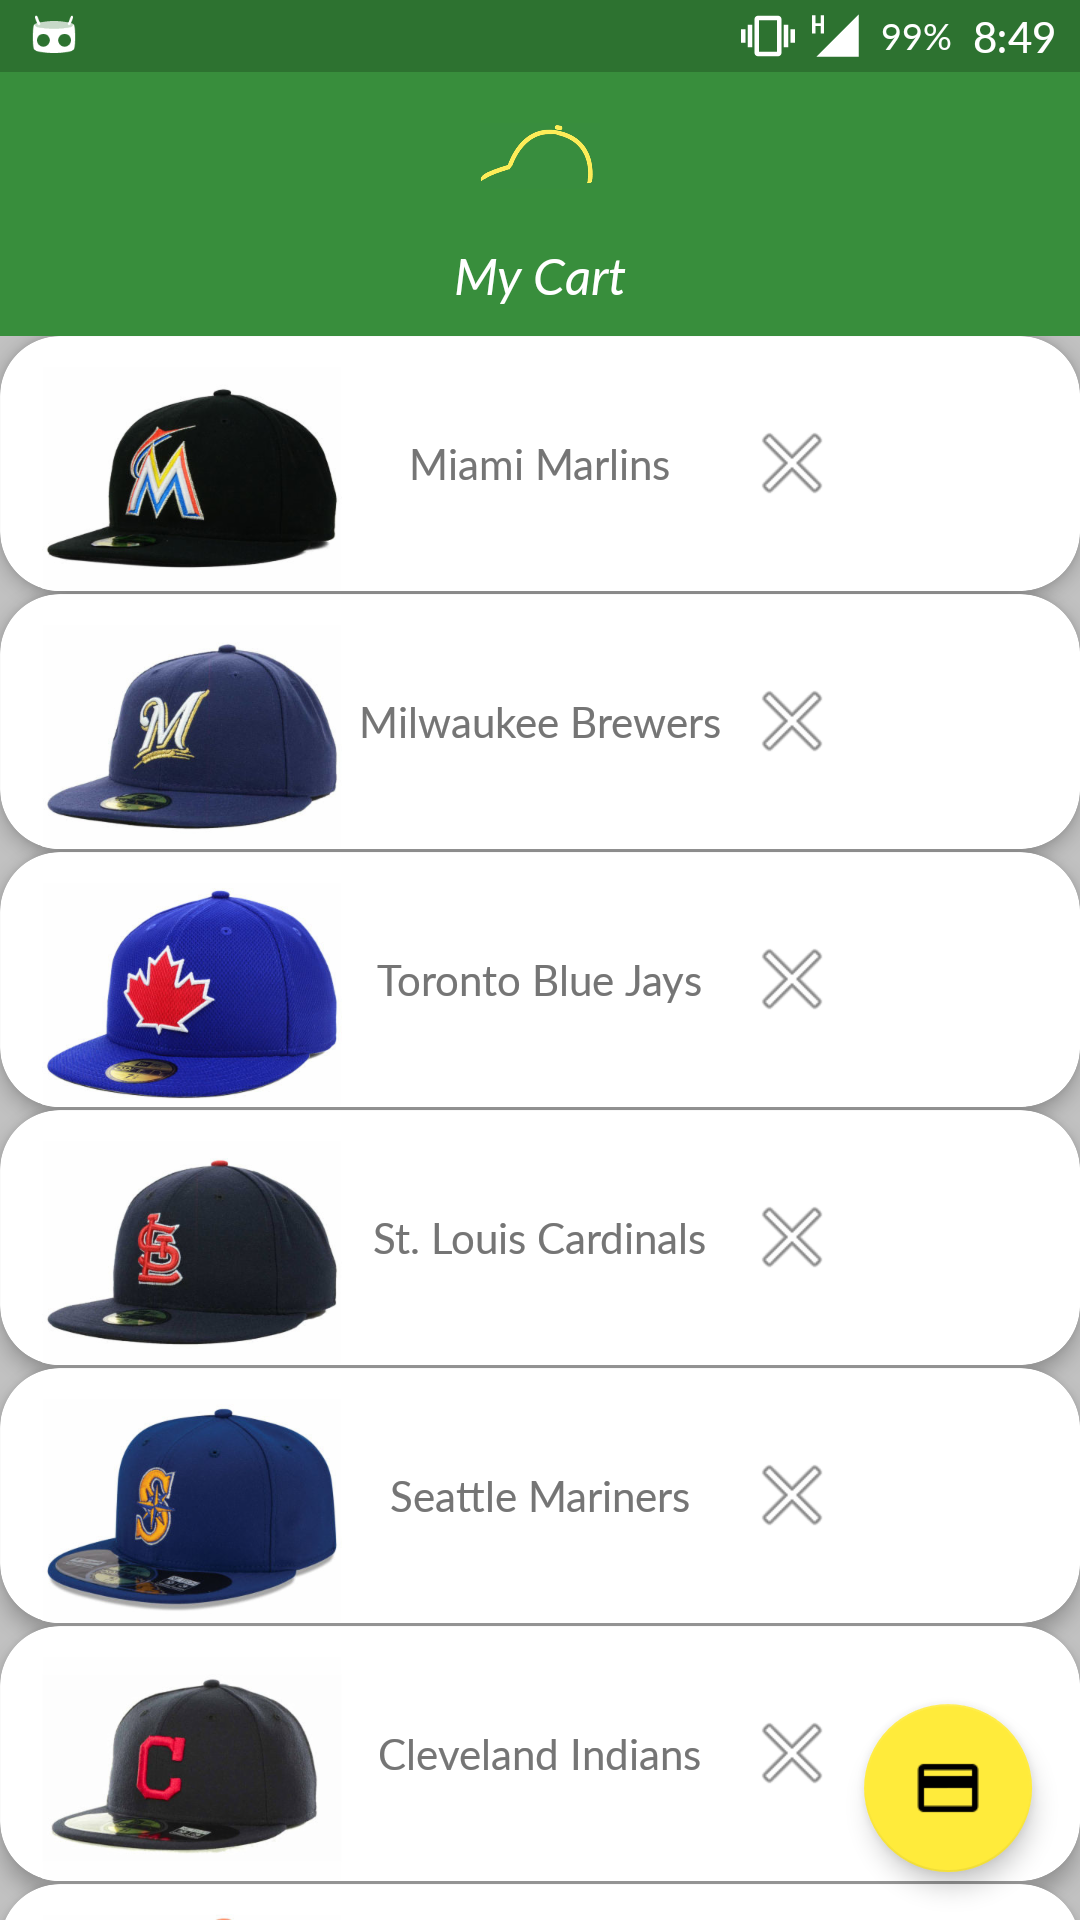 H 99% 8:49
My Cart
Miami Marlins
Milwaukee Brewers
Toronto Blue Jays
St. Louis Cardinals
Seattle Mariners
Cleveland Indians